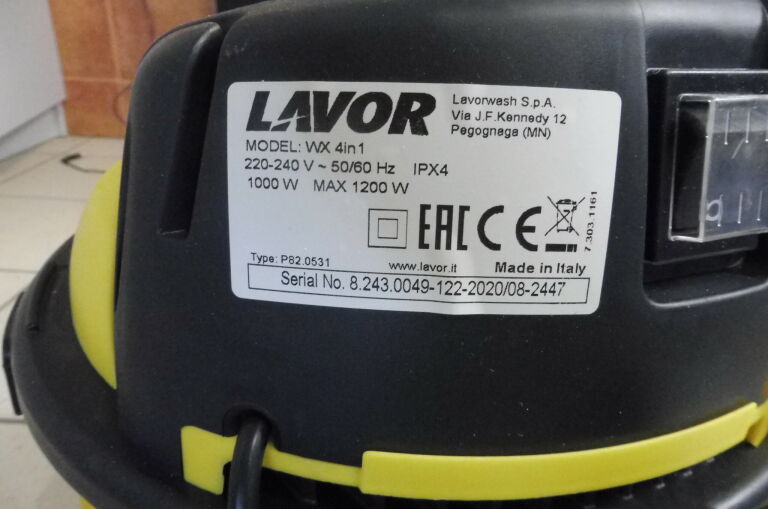 LAVOR
Lavorwash S.p.A.
Via J.F.Kennedy 12
Pegognaga (MN)
MODEL: WX 4in1
220-240 V ~ 50/60 Hz IPX4
1000 W MAX 1200 W
EAC CE
7.303.1161
Type: P82.0531 www.lavor.it Made in Italy
Serial No. 8.243.0049-122-2020/08-2447